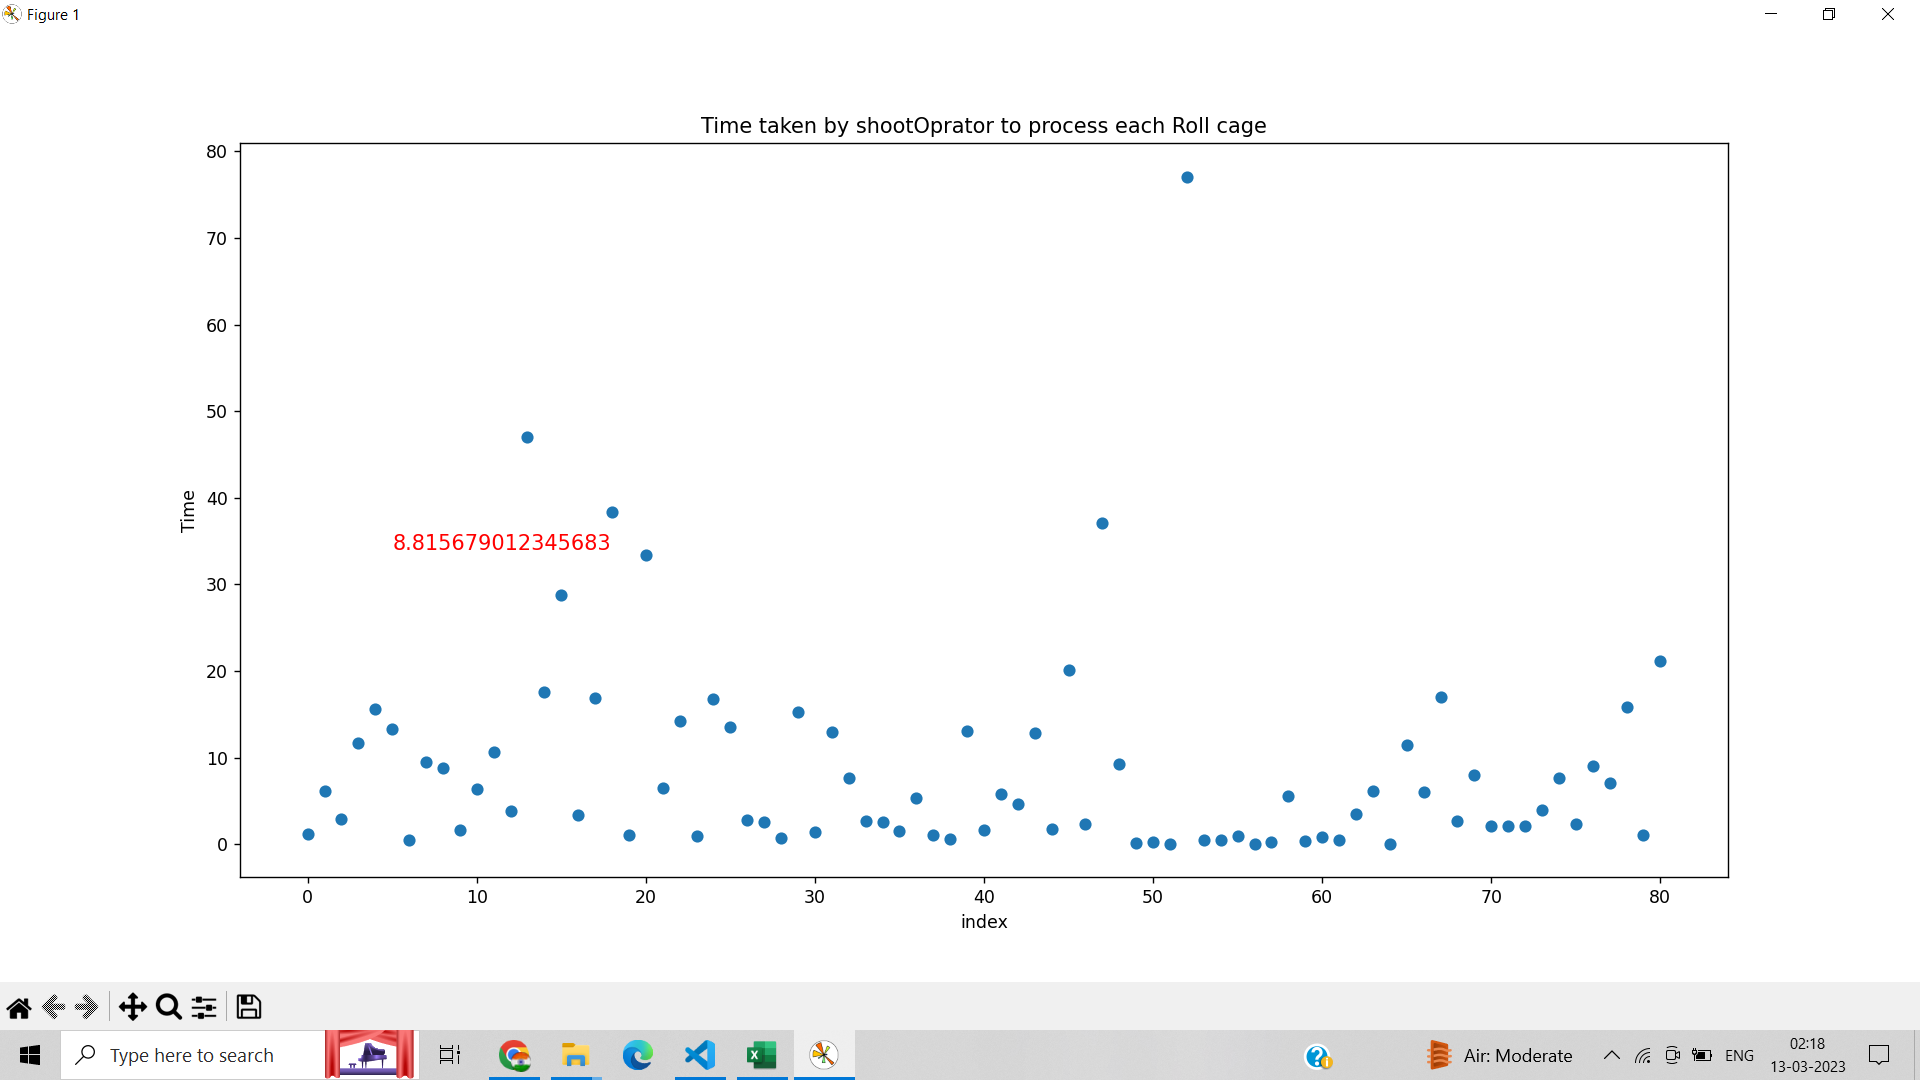 Figure 1
Time taken by shootOprator to process each Roll cage
80
70
60
50
40
30
20
10
0
Time
8.815679012345683
0 10 20 30 40 50 60 70 80
index
Type here to search
Air: Moderate
ENG
02:18
13-03-2023